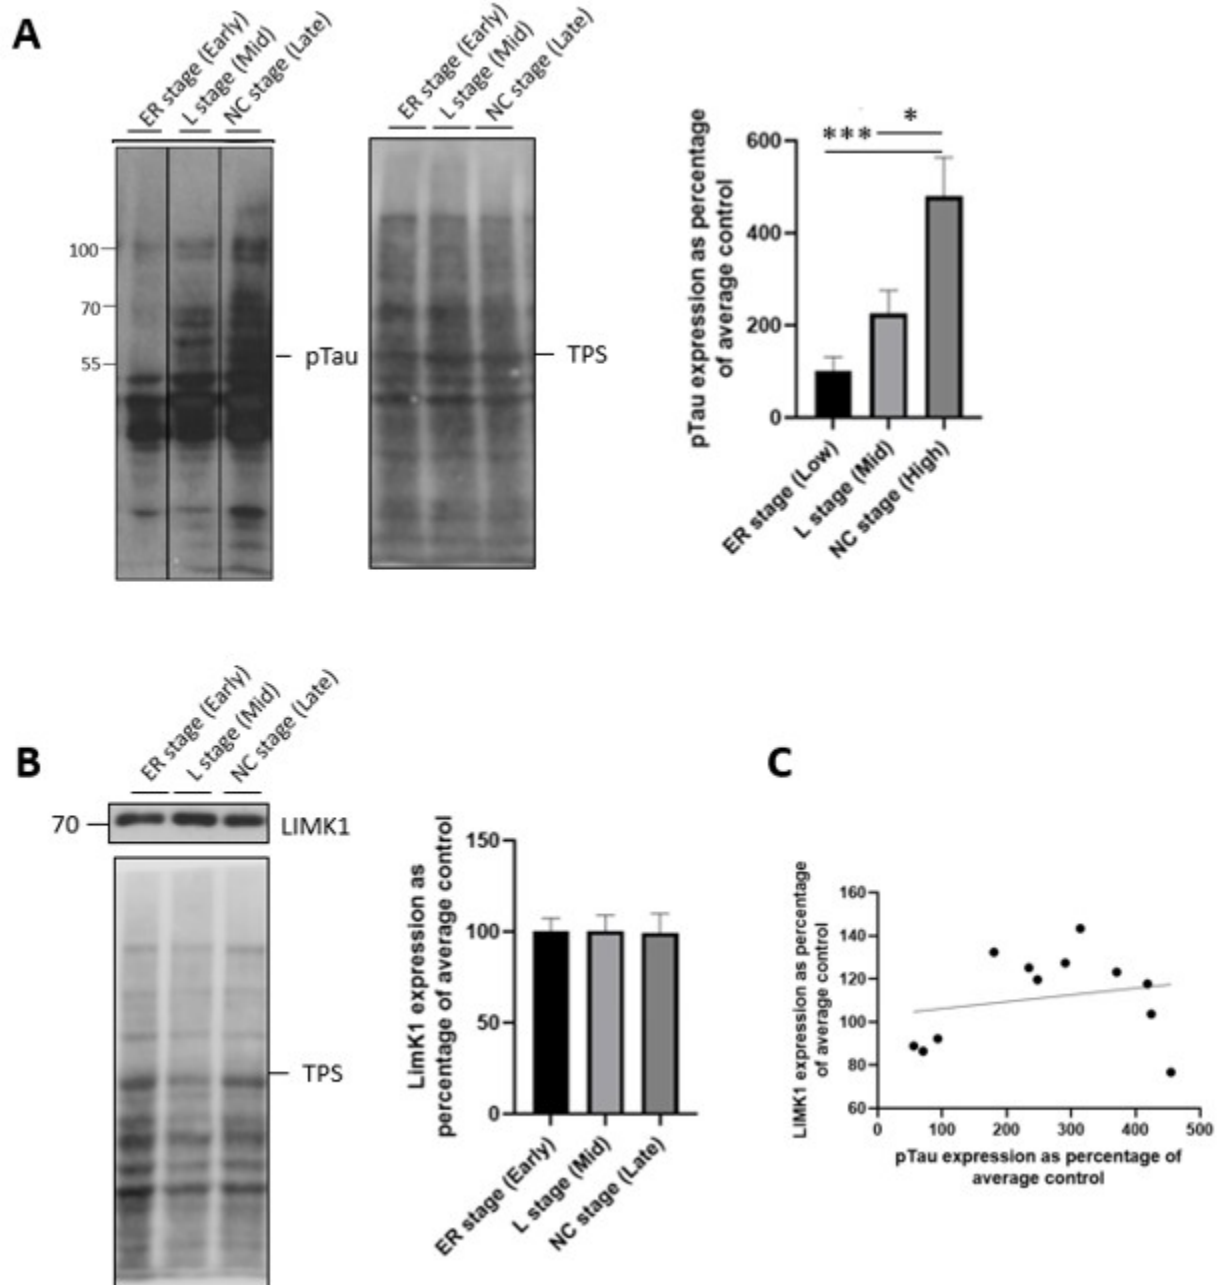 A
ER stage (Early)
L stage (Mid)
NC stage (Late)
100
70
55
pTau
ER stage (Early)
L stage (Mid)
NC stage (Late)
TPS
pTau expression as percentage
of average control
600
400
200
0
***
*
ER stage (Low)
L stage (Mid)
NC stage (High)
B
ER stage (Early)
L stage (Mid)
NC stage (Late)
70
LIMK1
TPS
LimK1 expression as
percentage of average control
150
100
50
0
ER stage (Early)
L stage (Mid)
NC stage (Late)
C
LIMK1 expression as percentage
of average control
160
140
120
100
80
60
0 100 200 300 400 500
pTau expression as percentage of
average control